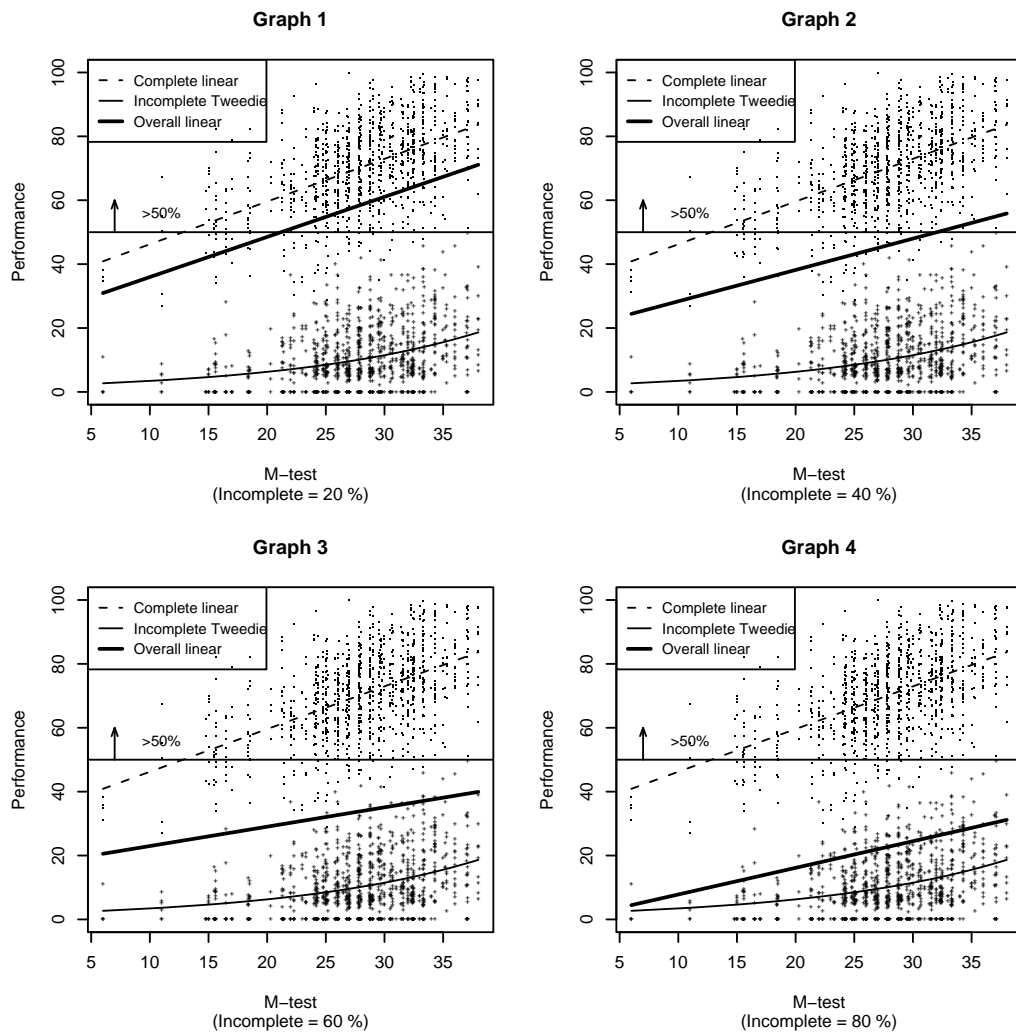 Graph 1
Performance
100
80
60
40
20
0
Complete linear
Incomplete Tweedie
Overall linear
>50%
5 10 15 20 25 30 35
M−test
(Incomplete = 20 %)
Graph 2
Performance
100
80
60
40
20
0
Complete linear
Incomplete Tweedie
Overall linear
>50%
5 10 15 20 25 30 35
M−test
(Incomplete = 40 %)
Graph 3
Performance
100
80
60
40
20
0
Complete linear
Incomplete Tweedie
Overall linear
>50%
5 10 15 20 25 30 35
M−test
(Incomplete = 60 %)
Graph 4
Performance
100
80
60
40
20
0
Complete linear
Incomplete Tweedie
Overall linear
>50%
5 10 15 20 25 30 35
M−test
(Incomplete = 80 %)